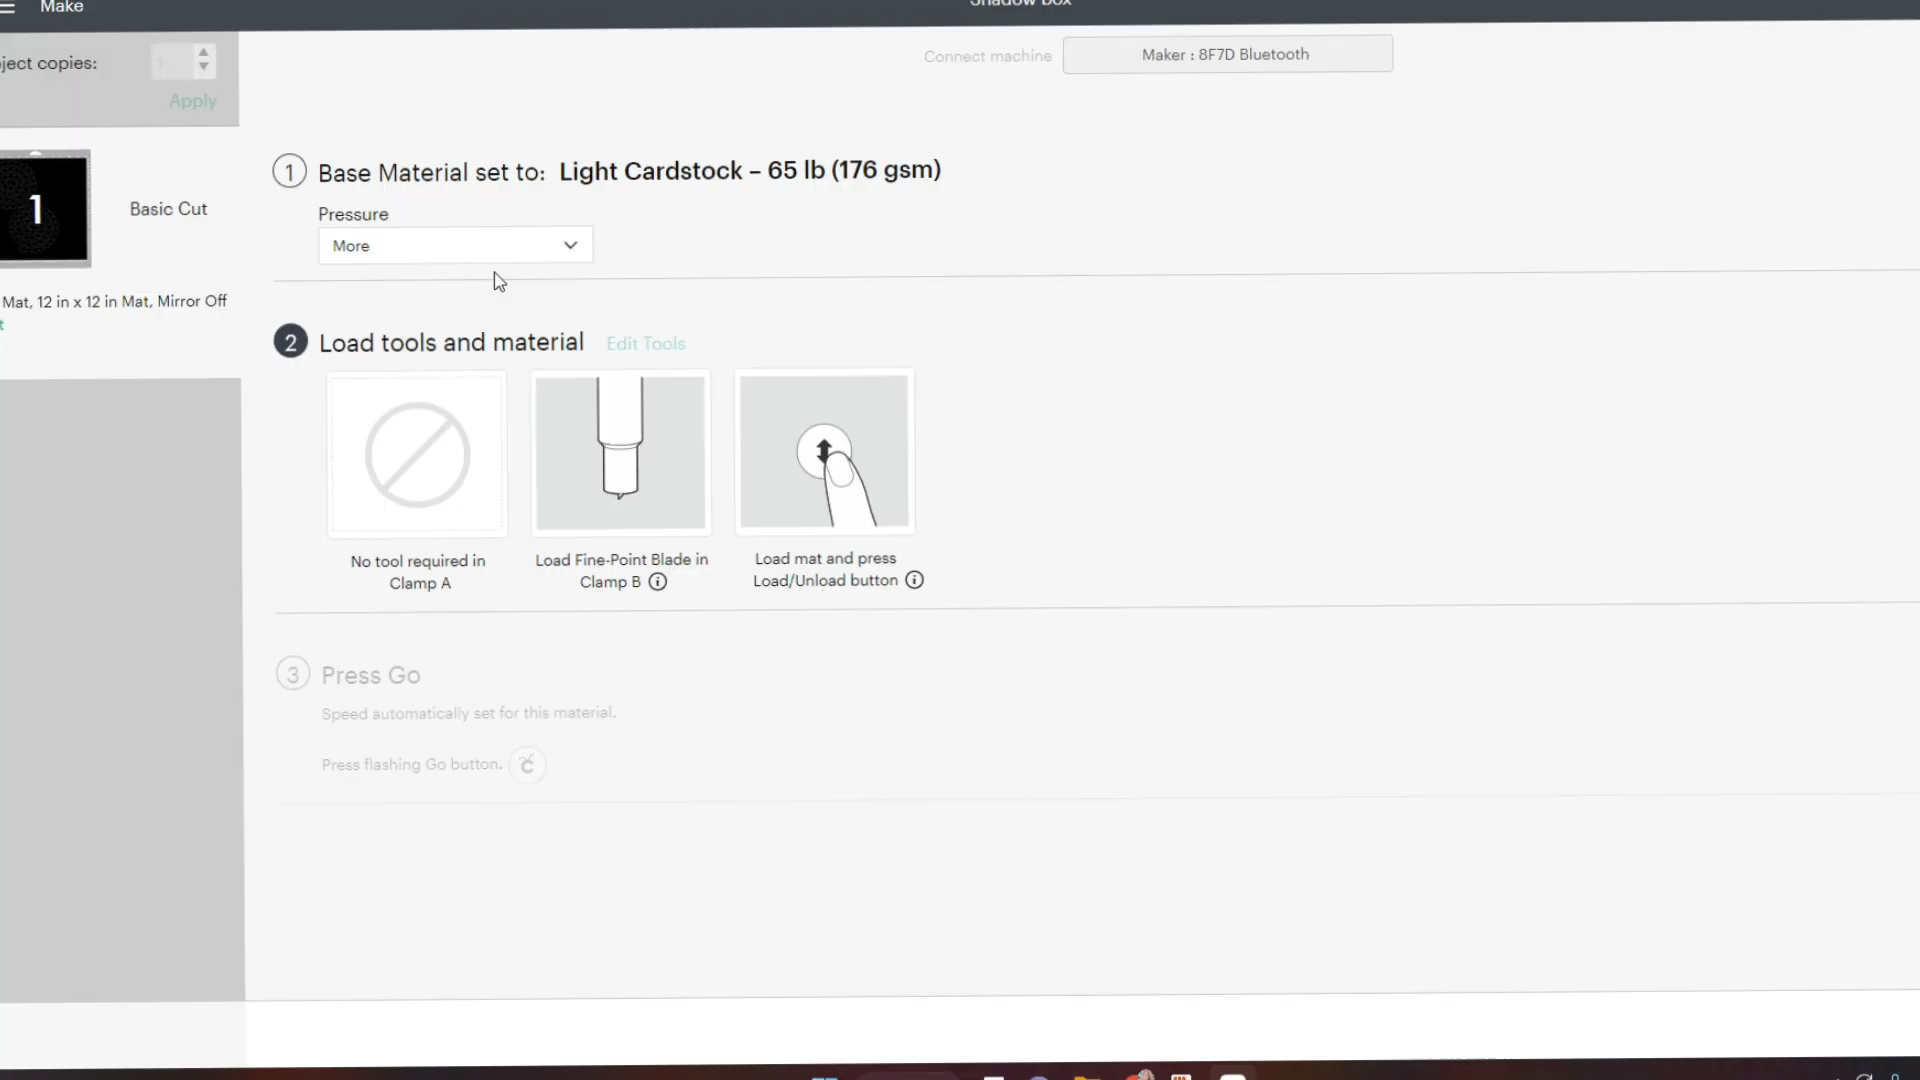 Make
Shadow box
ject copies:
Apply
Connect machine
Maker : 8F7D Bluetooth
1
Basic Cut
Mat, 12 in x 12 in Mat, Mirror Off
t
1 Base Material set to: Light Cardstock – 65 lb (176 gsm)
Pressure
More
2 Load tools and material Edit Tools
No tool required in
Clamp A
Load Fine-Point Blade in
Clamp B
Load mat and press
Load/Unload button
3 Press Go
Speed automatically set for this material.
Press flashing Go button.